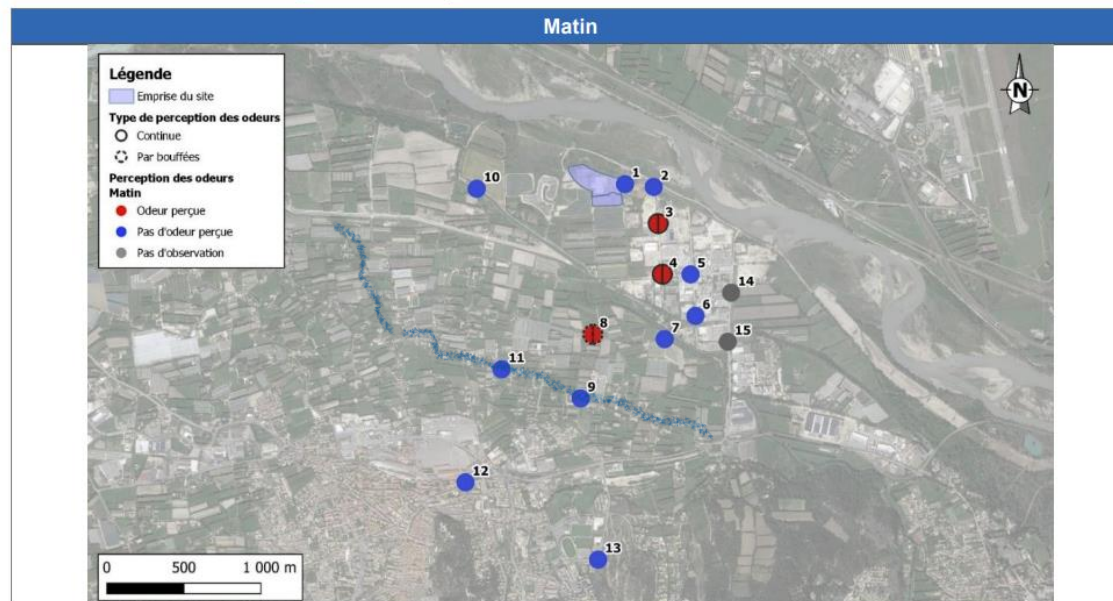 Matin
Légende
Emprise du site
Type de perception des odeurs
Continue
Par bouffées
Perception des odeurs
Matin
Odeur perçue
Pas d'odeur perçue
Pas d'observation
N
1
2
10
3
4
5
14
6
8
7
15
11
9
12
13
0 500 1 000 m